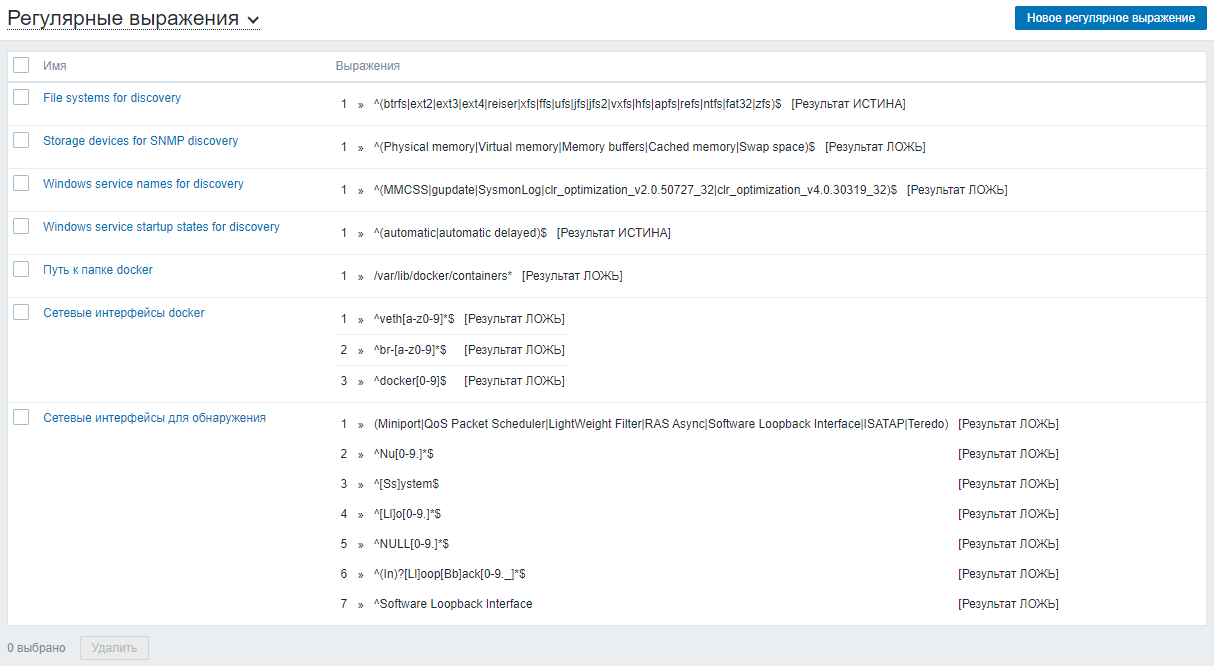 Регулярные выражения
Новое регулярное выражение
Имя Выражения
File systems for discovery 1 » ^(btrfs|ext2|ext3|ext4|reiser|xfs|ffs|ufs|jfs|jfs2|vxfs|hfs|apfs|refs|ntfs|fat32|zfs)$ [Результат ИСТИНА]
Storage devices for SNMP discovery 1 » ^(Physical memory|Virtual memory|Memory buffers|Cached memory|Swap space)$ [Результат ЛОЖЬ]
Windows service names for discovery 1 » ^(MMCSS|gupdate|SysmonLog|clr_optimization_v2.0.50727_32|clr_optimization_v4.0.30319_32)$ [Результат ЛОЖЬ]
Windows service startup states for discovery 1 » ^(automatic|automatic delayed)$ [Результат ИСТИНА]
Путь к папке docker 1 » /var/lib/docker/containers* [Результат ЛОЖЬ]
Сетевые интерфейсы docker 1 » ^veth[a-z0-9]*$ [Результат ЛОЖЬ]
2 » ^br-[a-z0-9]*$ [Результат ЛОЖЬ]
3 » ^docker[0-9]$ [Результат ЛОЖЬ]
Сетевые интерфейсы для обнаружения 1 » (Miniport|QoS Packet Scheduler|LightWeight Filter|RAS Async|Software Loopback Interface|ISATAP|Teredo) [Результат ЛОЖЬ]
2 » ^Nu[0-9.]*$ [Результат ЛОЖЬ]
3 » ^[Ss]ystem$ [Результат ЛОЖЬ]
4 » ^[Ll]o[0-9.]*$ [Результат ЛОЖЬ]
5 » ^NULL[0-9.]*$ [Результат ЛОЖЬ]
6 » ^(In)?[Ll]oop[Bb]ack[0-9._]*$ [Результат ЛОЖЬ]
7 » ^Software Loopback Interface [Результат ЛОЖЬ]
0 выбрано Удалить